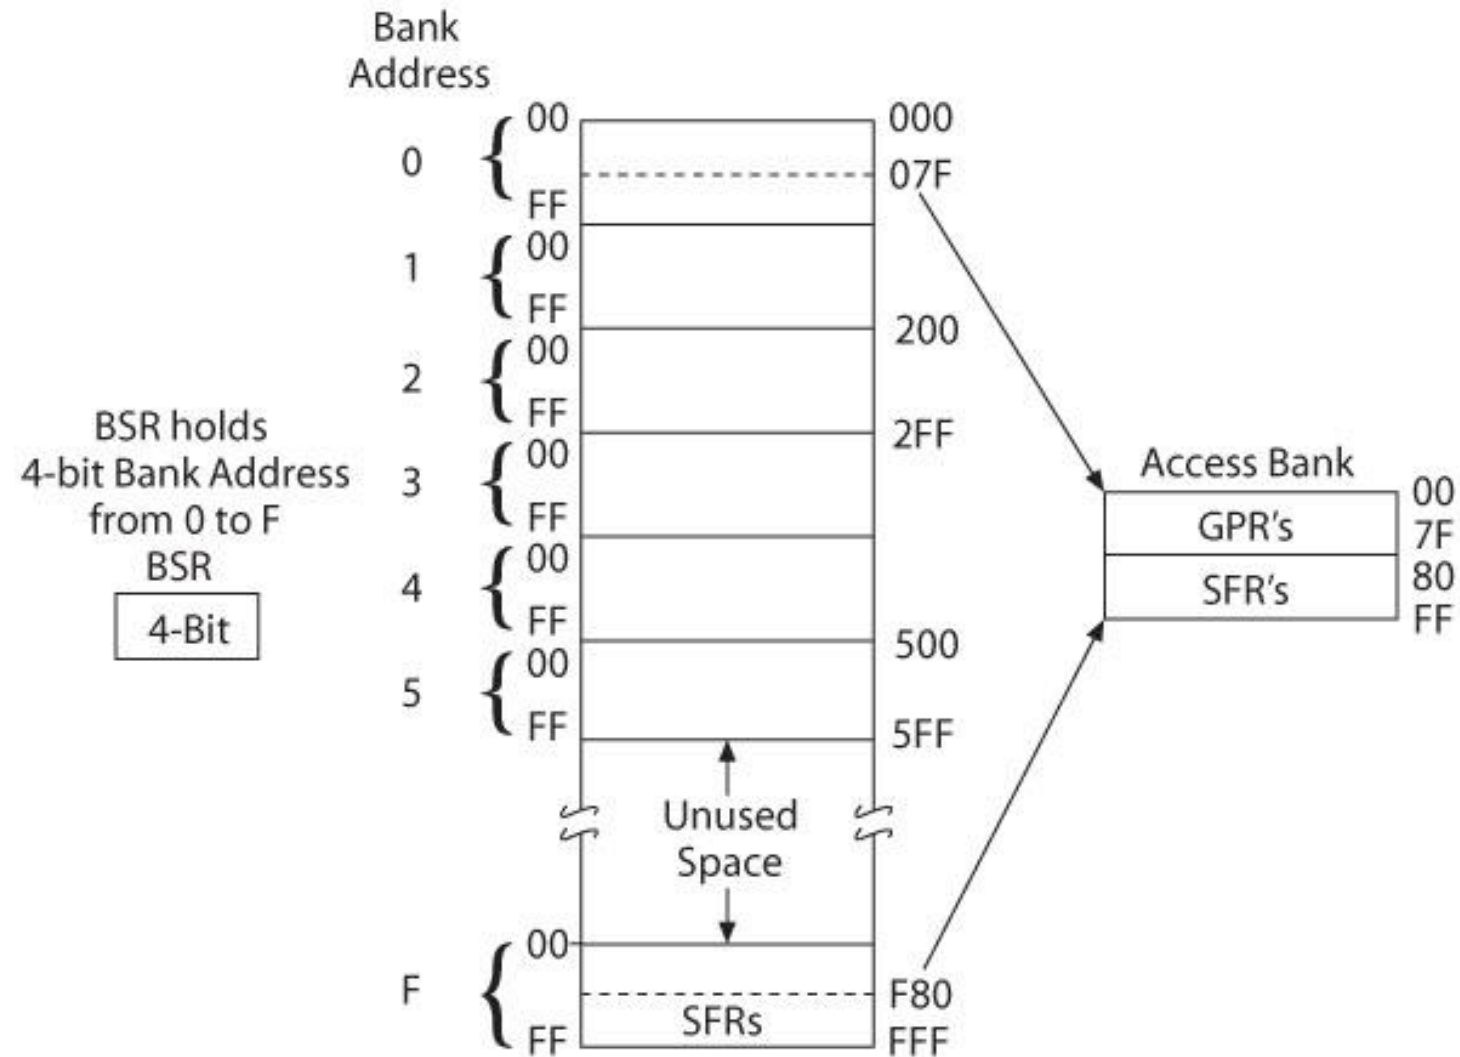 Bank
Address
00
000
0
07F
FF
00
1
FF
200
00
2
FF
2FF
BSR holds
4-bit Bank Address
from 0 to F
BSR
4-Bit
00
3
FF
00
4
FF
500
00
5
FF
5FF
Access Bank
00
GPR's
7F
80
SFR's
FF
Unused
Space
00
F
F80
SFRs
FF
FFF